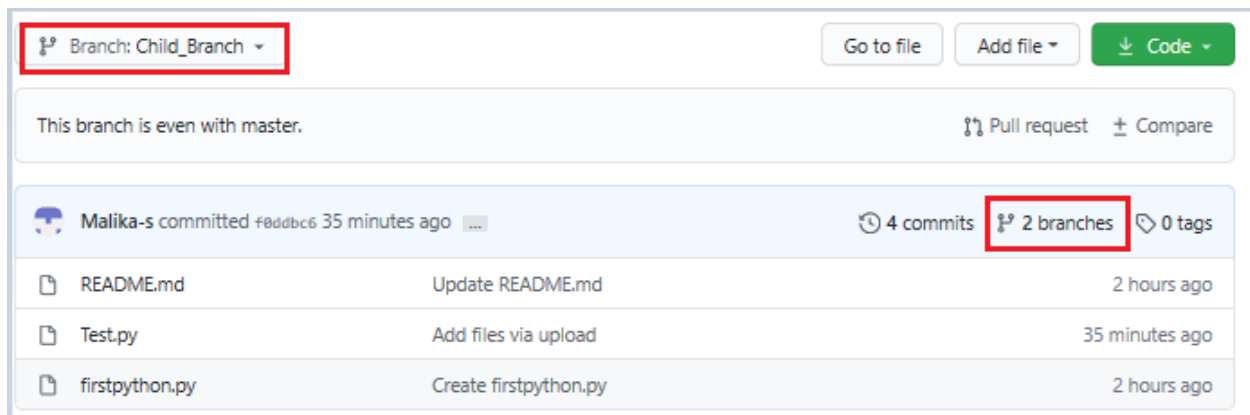 Branch: Child_Branch Go to file Add file Code
This branch is even with master. Pull request Compare
Malika-s committed f0ddbc6 35 minutes ago ... 4 commits 2 branches 0 tags
README.md Update README.md 2 hours ago
Test.py Add files via upload 35 minutes ago
firstpython.py Create firstpython.py 2 hours ago